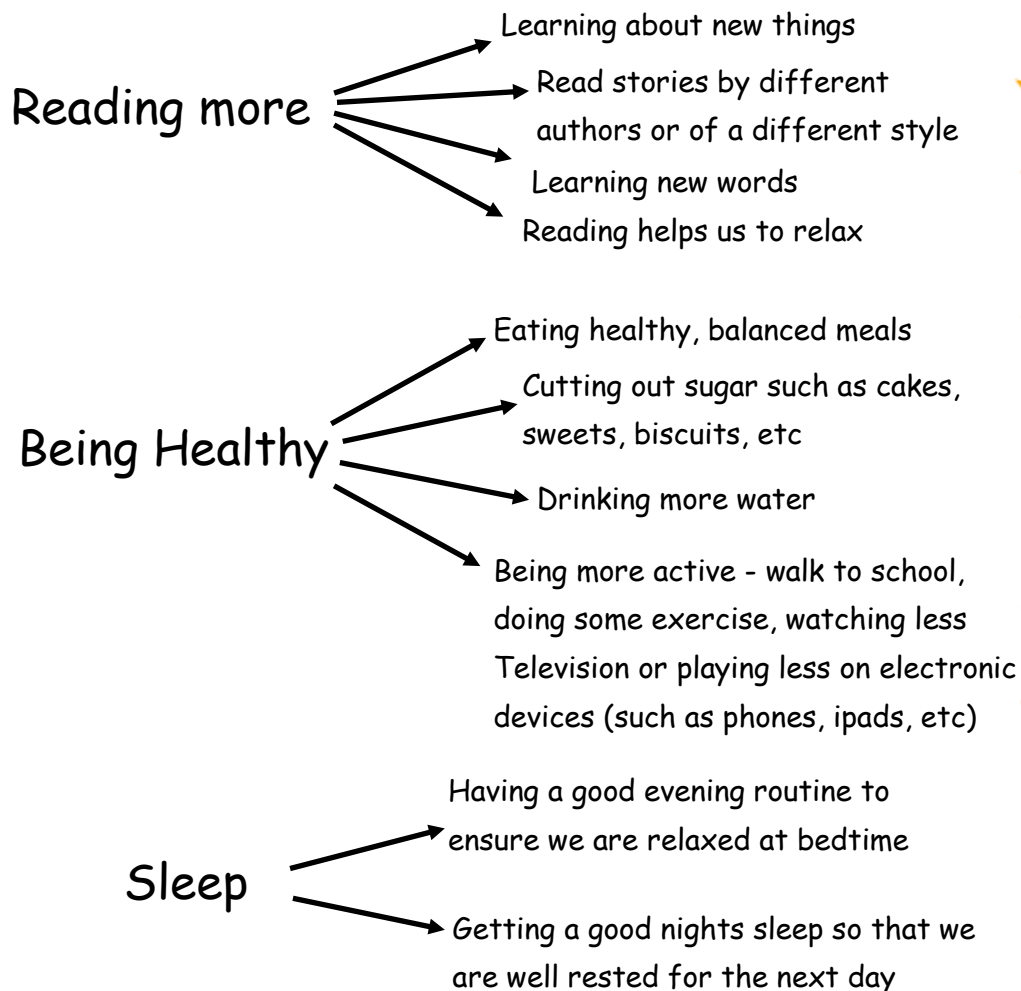 Reading more
Learning about new things
Read stories by different
authors or of a different style
Learning new words
Reading helps us to relax
Being Healthy
Eating healthy, balanced meals
Cutting out sugar such as cakes,
sweets, biscuits, etc
Drinking more water
Being more active - walk to school,
doing some exercise, watching less
Television or playing less on electronic
devices (such as phones, ipads, etc)
Sleep
Having a good evening routine to
ensure we are relaxed at bedtime
Getting a good nights sleep so that we
are well rested for the next day